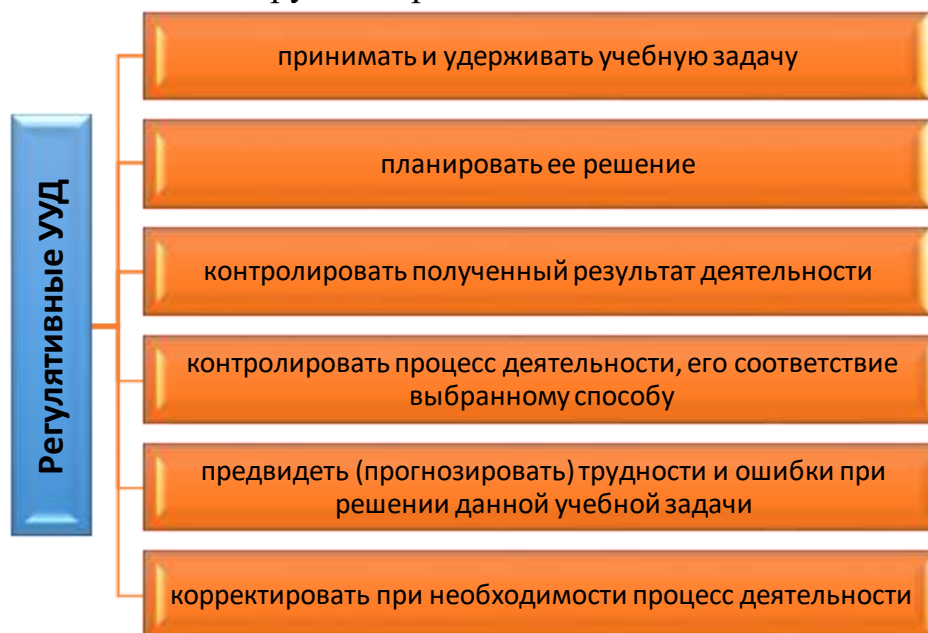 принимать и удерживать учебную задачу
планировать ее решение
контролировать полученный результат деятельности
Регулятивные УУД
контролировать процесс деятельности, его соответствие
выбранному способу
предвидеть (прогнозировать) трудности и ошибки при
решении данной учебной задачи
корректировать при необходимости процесс деятельности